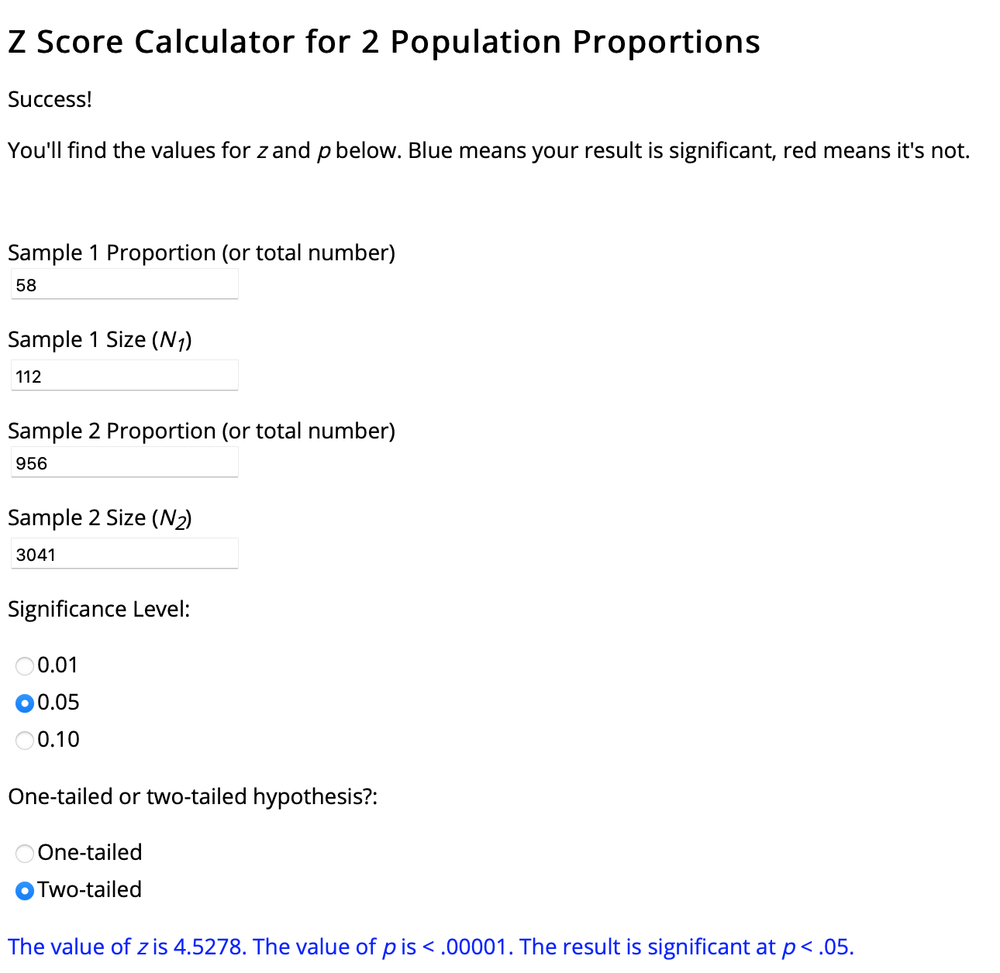 Z Score Calculator for 2 Population Proportions
Success!
You'll find the values for z and p below. Blue means your result is significant, red means it's not.
Sample 1 Proportion (or total number)
58
Sample 1 Size (N1)
112
Sample 2 Proportion (or total number)
956
Sample 2 Size (N2)
3041
Significance Level:
0.01
0.05
0.10
One-tailed or two-tailed hypothesis?:
One-tailed
Two-tailed
The value of z is 4.5278. The value of p is < .00001. The result is significant at p < .05.